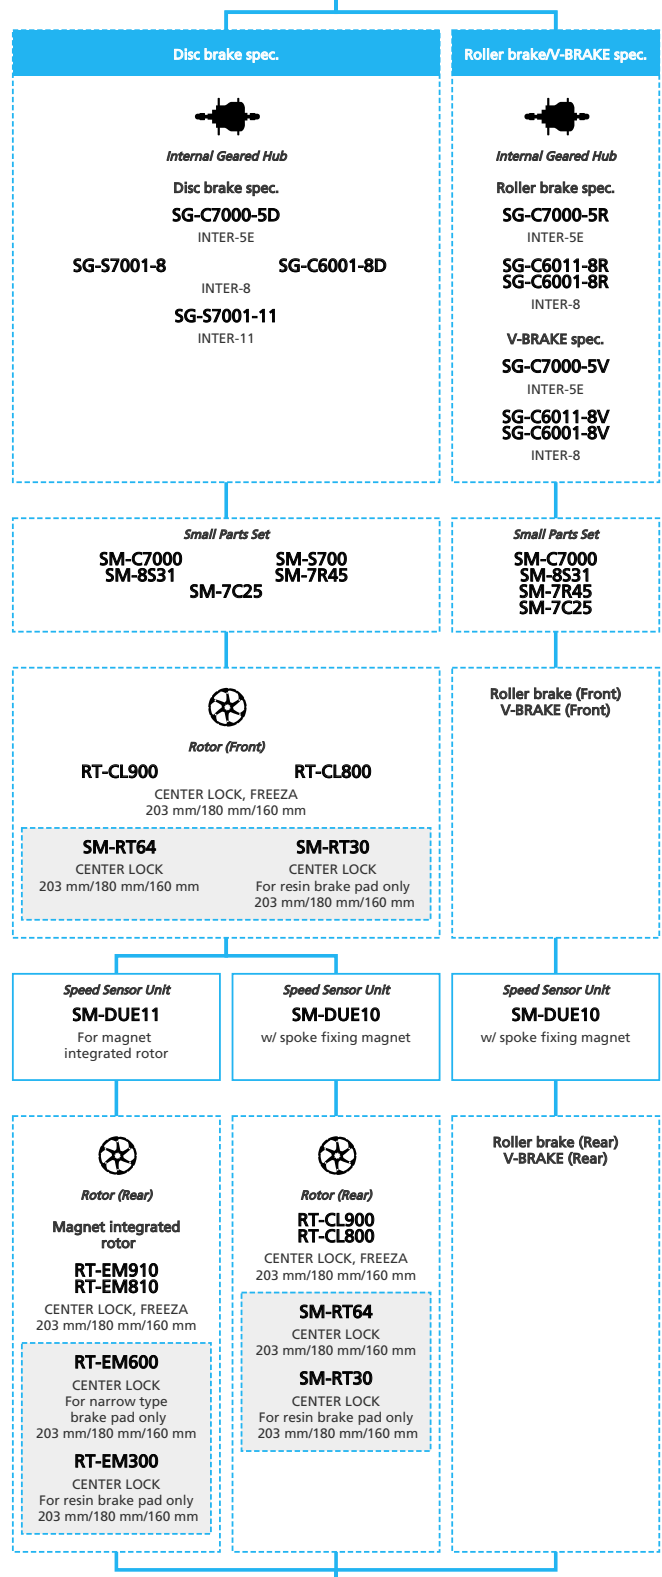 Disc brake spec.
Internal Geared Hub
Disc brake spec.
SG-C7000-5D
INTER-5E
SG-S7001-8 SG-C6001-8D
INTER-8
SG-S7001-11
INTER-11
Roller brake/V-BRAKE spec.
Internal Geared Hub
Roller brake spec.
SG-C7000-5R
INTER-5E
SG-C6011-8R
SG-C6001-8R
INTER-8
V-BRAKE spec.
SG-C7000-5V
INTER-5E
SG-C6011-8V
SG-C6001-8V
INTER-8
Small Parts Set
SM-C7000 SM-S700
SM-8S31 SM-7R45
SM-7C25
Small Parts Set
SM-C7000
SM-8S31
SM-7R45
SM-7C25
Rotor (Front)
RT-CL900 RT-CL800
CENTER LOCK, FREEZA
203 mm/180 mm/160 mm
SM-RT64
CENTER LOCK
203 mm/180 mm/160 mm
SM-RT30
CENTER LOCK
For resin brake pad only
203 mm/180 mm/160 mm
Roller brake (Front)
V-BRAKE (Front)
Speed Sensor Unit
SM-DUE11
For magnet
integrated rotor
Speed Sensor Unit
SM-DUE10
w/ spoke fixing magnet
Speed Sensor Unit
SM-DUE10
w/ spoke fixing magnet
Rotor (Rear)
Magnet integrated
rotor
RT-EM910
RT-EM810
CENTER LOCK, FREEZA
203 mm/180 mm/160 mm
RT-EM600
CENTER LOCK
For narrow type
brake pad only
203 mm/180 mm/160 mm
RT-EM300
CENTER LOCK
For resin brake pad only
203 mm/180 mm/160 mm
Rotor (Rear)
RT-CL900
RT-CL800
CENTER LOCK, FREEZA
203 mm/180 mm/160 mm
SM-RT64
CENTER LOCK
203 mm/180 mm/160 mm
SM-RT30
CENTER LOCK
For resin brake pad only
203 mm/180 mm/160 mm
Roller brake (Rear)
V-BRAKE (Rear)